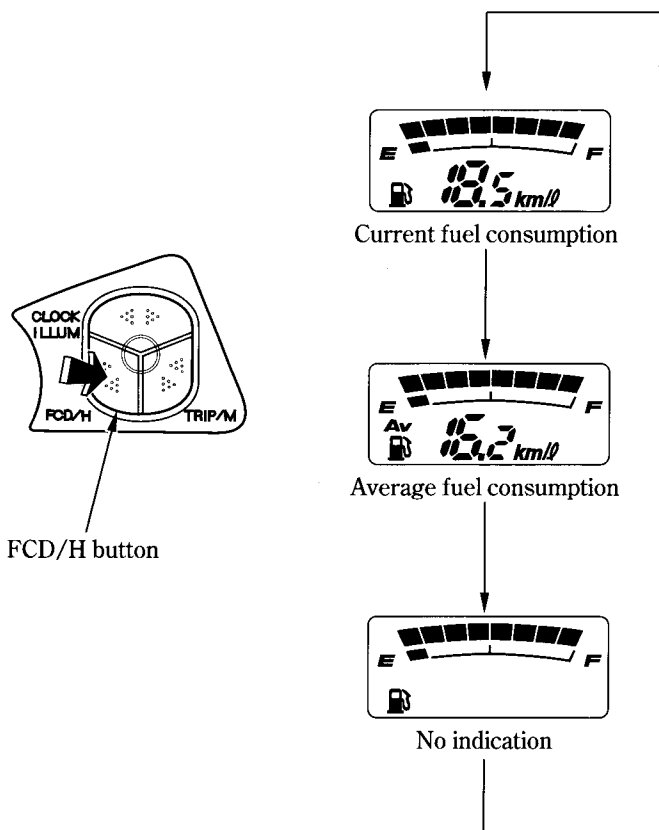 E F
18.5 km/ℓ
Current fuel consumption
CLOCK
ILLUM
FCD/H TRIP/M
FCD/H button
E F
Av
16.2 km/ℓ
Average fuel consumption
E F
No indication